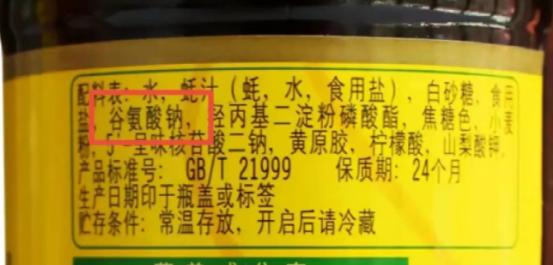 配料表：水，蚝汁（蚝，水，食用盐），白砂糖，食用
盐，谷氨酸钠，羟丙基二淀粉磷酸酯，焦糖色，小麦
粉，5'-呈味核苷酸二钠，黄原胶，柠檬酸，山梨酸钾，
产品标准号：GB/T 21999 保质期：24个月
生产日期印于瓶盖或标签
贮存条件：常温存放，开启后请冷藏